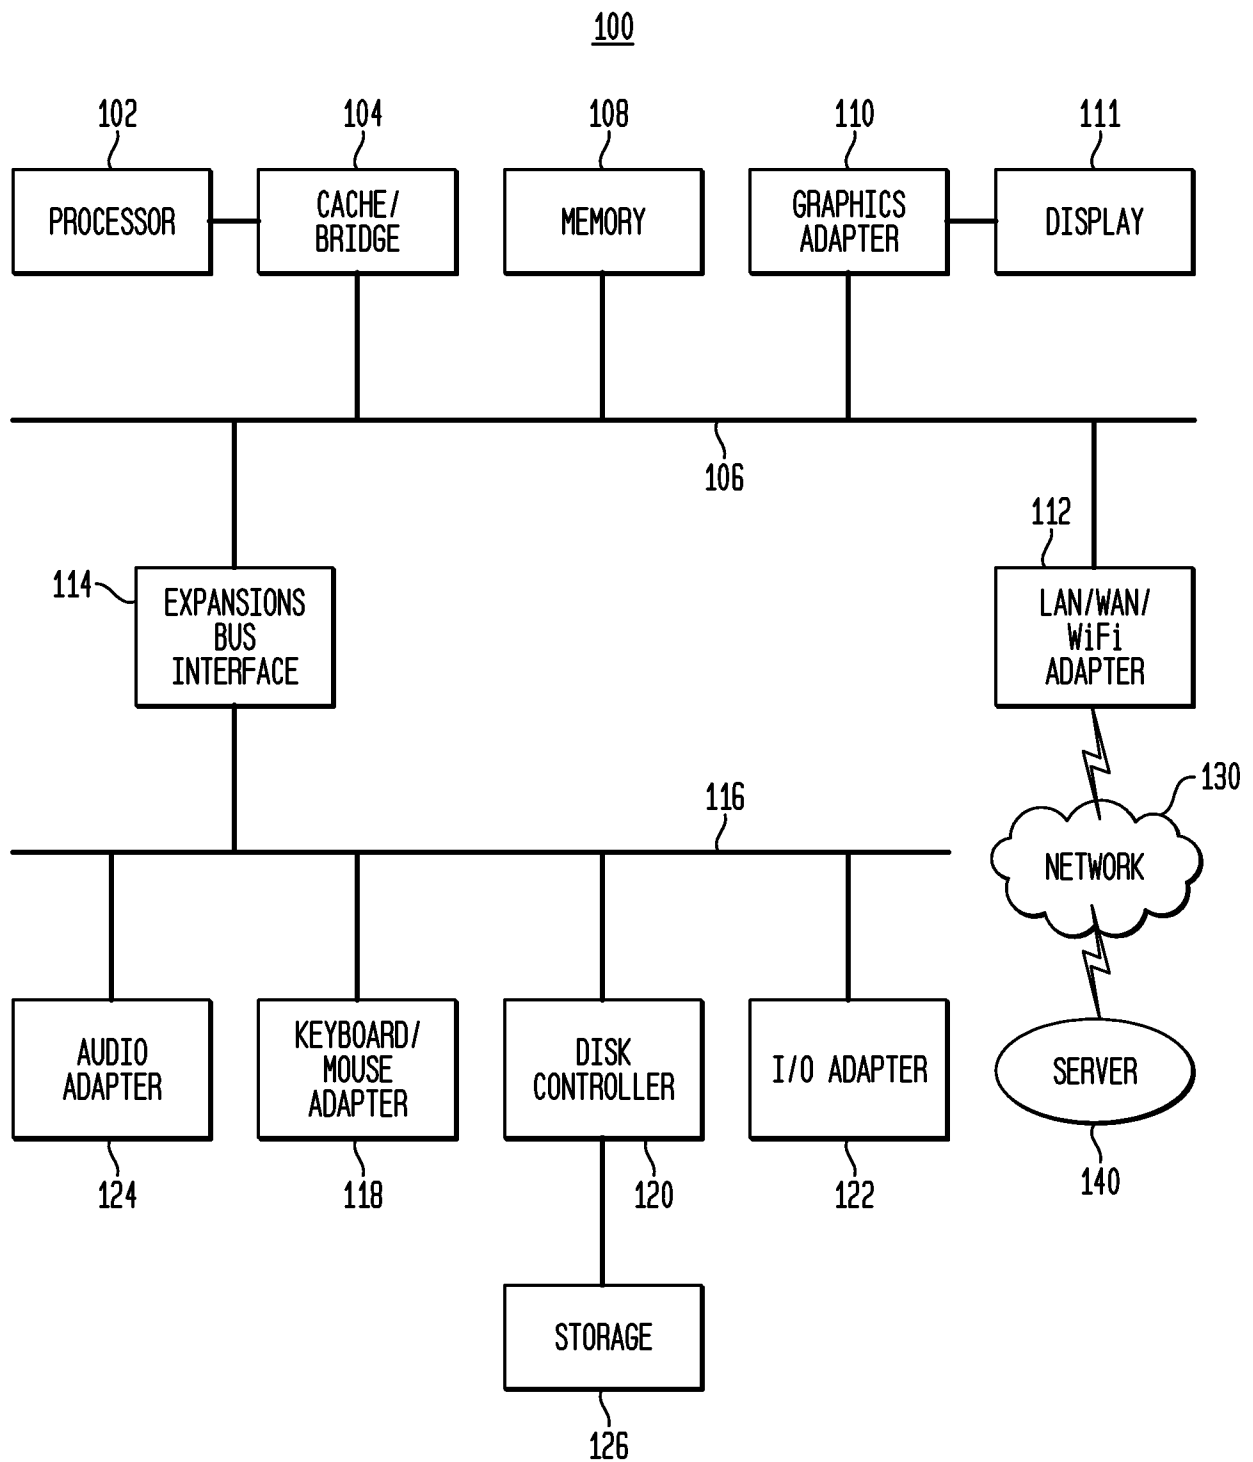 100
102
104
108
110
111
PROCESSOR
CACHE/
BRIDGE
MEMORY
GRAPHICS
ADAPTER
DISPLAY
106
112
114
EXPANSIONS
BUS
INTERFACE
LAN/WAN/
WiFi
ADAPTER
130
116
NETWORK
AUDIO
ADAPTER
KEYBOARD/
MOUSE
ADAPTER
DISK
CONTROLLER
I/O ADAPTER
SERVER
124
118
120
122
140
STORAGE
126